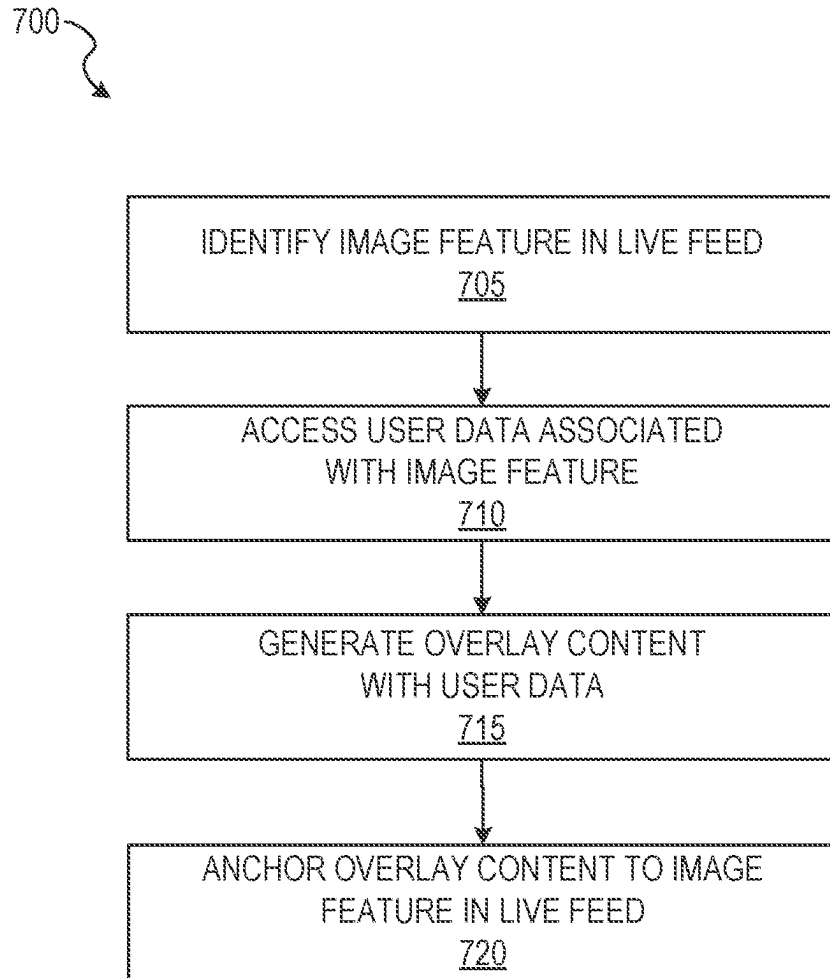 700
IDENTIFY IMAGE FEATURE IN LIVE FEED
705
ACCESS USER DATA ASSOCIATED
WITH IMAGE FEATURE
710
GENERATE OVERLAY CONTENT
WITH USER DATA
715
ANCHOR OVERLAY CONTENT TO IMAGE
FEATURE IN LIVE FEED
720